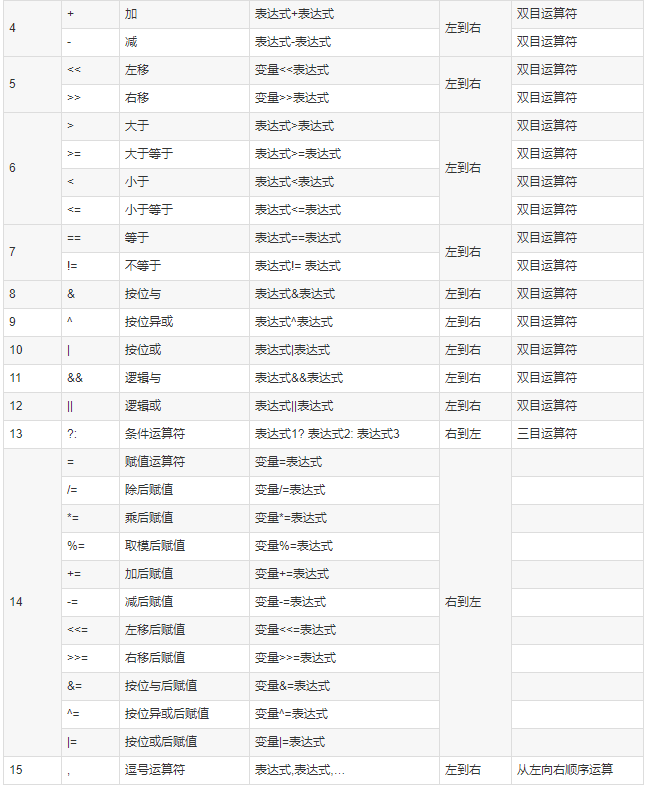 4 + 加 表达式+表达式 左到右 双目运算符
- 减 表达式-表达式 双目运算符
5 << 左移 变量<<表达式 左到右 双目运算符
>> 右移 变量>>表达式 双目运算符
6 > 大于 表达式>表达式 左到右 双目运算符
>= 大于等于 表达式>=表达式 双目运算符
< 小于 表达式<表达式 双目运算符
<= 小于等于 表达式<=表达式 双目运算符
7 == 等于 表达式==表达式 左到右 双目运算符
!= 不等于 表达式!= 表达式 双目运算符
8 & 按位与 表达式&表达式 左到右 双目运算符
9 ^ 按位异或 表达式^表达式 左到右 双目运算符
10 | 按位或 表达式|表达式 左到右 双目运算符
11 && 逻辑与 表达式&&表达式 左到右 双目运算符
12 || 逻辑或 表达式||表达式 左到右 双目运算符
13 ?: 条件运算符 表达式1? 表达式2: 表达式3 右到左 三目运算符
14 = 赋值运算符 变量=表达式 右到左
/= 除后赋值 变量/=表达式
*= 乘后赋值 变量*=表达式
%= 取模后赋值 变量%=表达式
+= 加后赋值 变量+=表达式
-= 减后赋值 变量-=表达式
<<= 左移后赋值 变量<<=表达式
>>= 右移后赋值 变量>>=表达式
&= 按位与后赋值 变量&=表达式
^= 按位异或后赋值 变量^=表达式
|= 按位或后赋值 变量|=表达式
15 , 逗号运算符 表达式,表达式,… 左到右 从左向右顺序运算